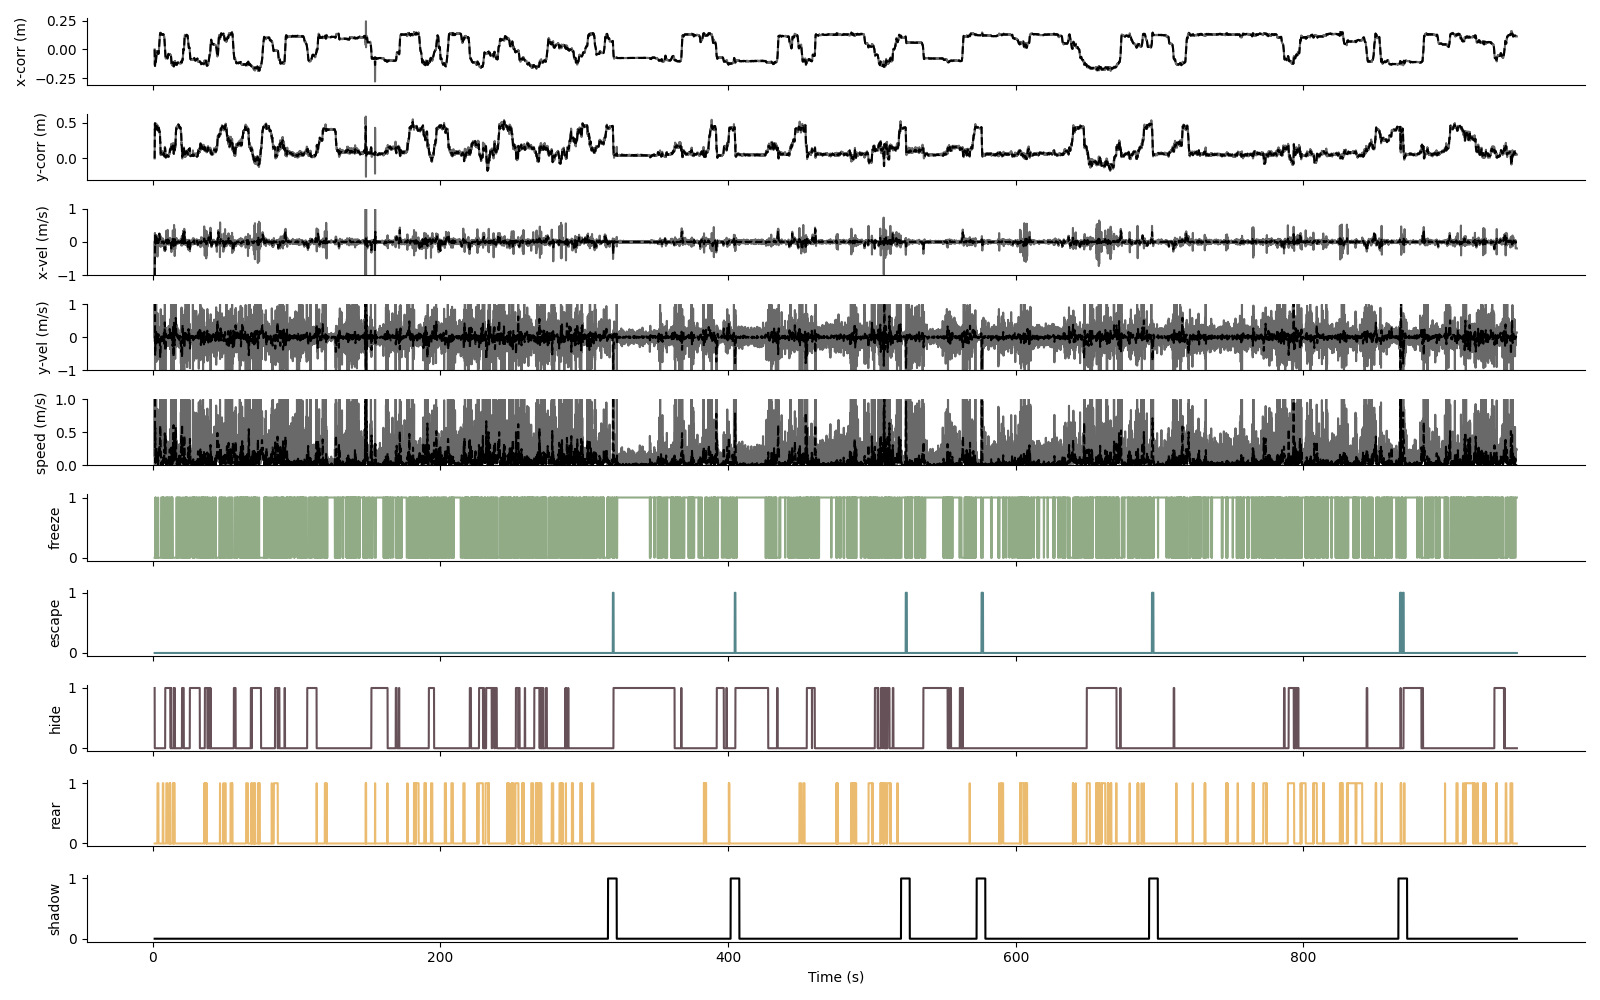 x-corr (m)
0.25
0.00
−0.25
y-corr (m)
0.5
0.0
x-vel (m/s)
1
0
−1
y-vel (m/s)
1
0
−1
speed (m/s)
1.0
0.5
0.0
freeze
1
0
escape
1
0
hide
1
0
rear
1
0
shadow
1
0
0 200 400 600 800
Time (s)